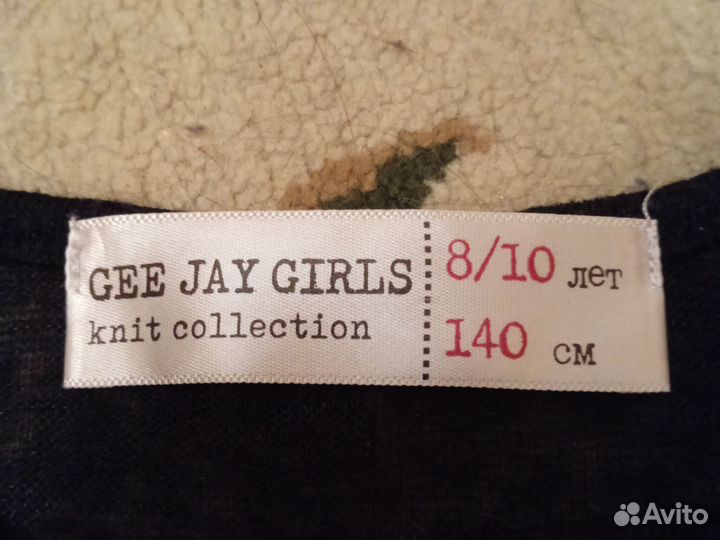 GEE JAY GIRLS
knit collection
8/10 лет
140 см
Avito